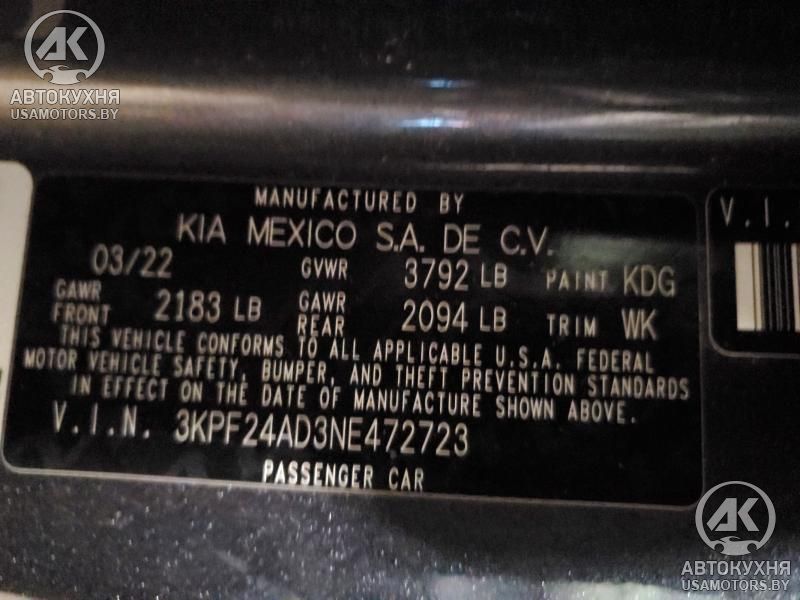 AK
АВТОКУХНЯ
USAMOTORS.BY
MANUFACTURED BY
KIA MEXICO S.A. DE C.V.
03/22 GVWR 3792 LB PAINT KDG
GAWR FRONT 2183 LB GAWR REAR 2094 LB TRIM WK
THIS VEHICLE CONFORMS TO ALL APPLICABLE U.S.A. FEDERAL
MOTOR VEHICLE SAFETY, BUMPER, AND THEFT PREVENTION STANDARDS
IN EFFECT ON THE DATE OF MANUFACTURE SHOWN ABOVE.
V.I.N. 3KPF24AD3NE472723
PASSENGER CAR
V.I.
AK
АВТОКУХНЯ
USAMOTORS.BY